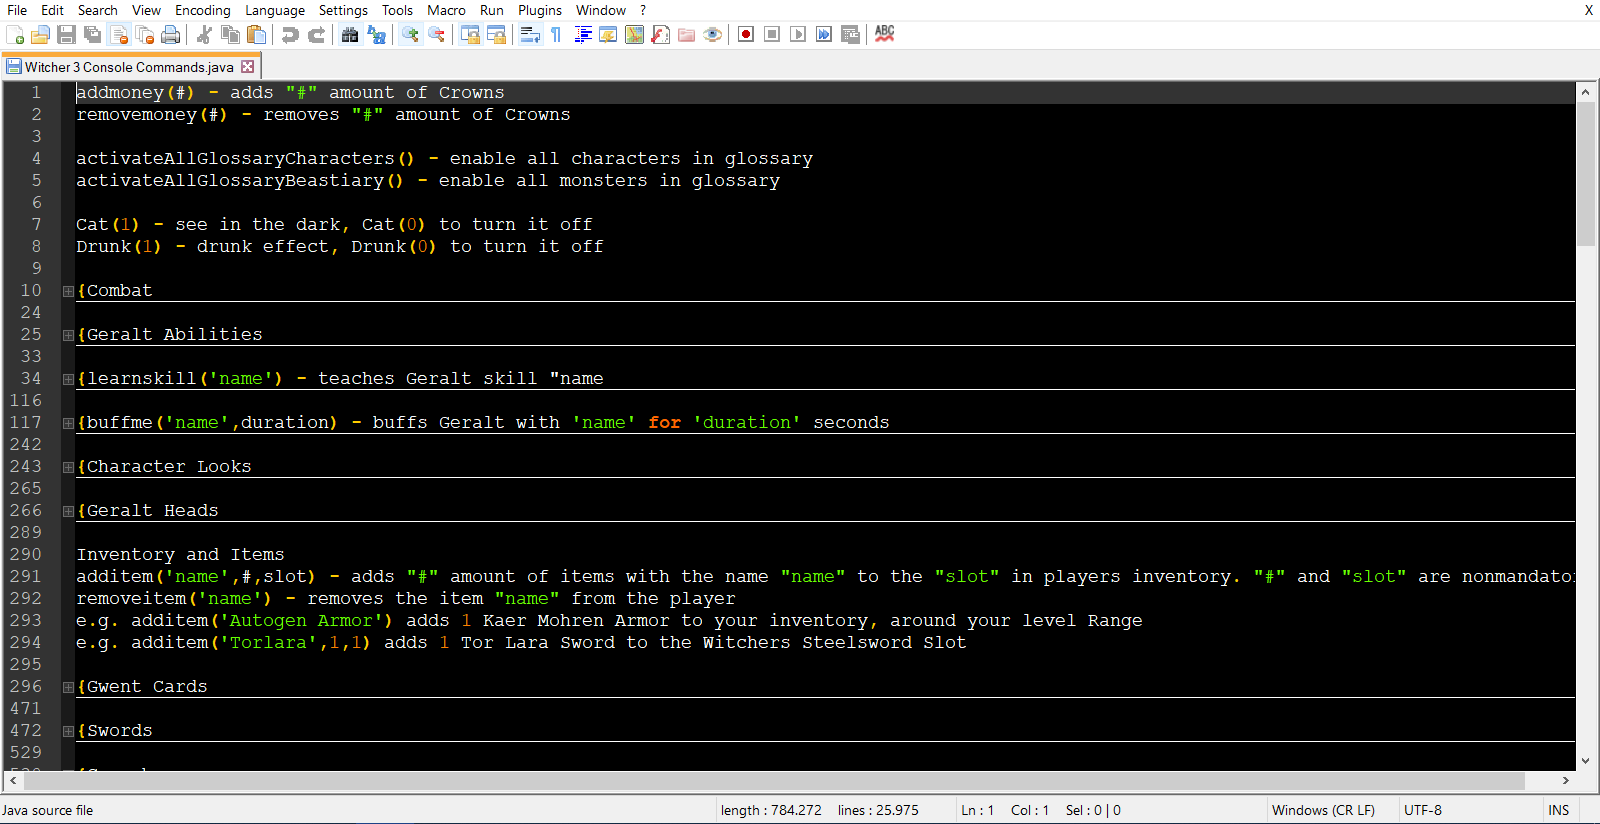 File Edit Search View Encoding Language Settings Tools Macro Run Plugins Window ? X
ABC
Witcher 3 Console Commands.java
1 addmoney(#) - adds "#" amount of Crowns
2 removemoney(#) - removes "#" amount of Crowns
3
4 activateAllGlossaryCharacters() - enable all characters in glossary
5 activateAllGlossaryBeastiary() - enable all monsters in glossary
6
7 Cat(1) - see in the dark, Cat(0) to turn it off
8 Drunk(1) - drunk effect, Drunk(0) to turn it off
9
10 {Combat
24
25 {Geralt Abilities
33
34 {learnskill('name') - teaches Geralt skill "name
116
117 {buffme('name',duration) - buffs Geralt with 'name' for 'duration' seconds
242
243 {Character Looks
265
266 {Geralt Heads
289
290 Inventory and Items
291 additem('name',#,slot) - adds "#" amount of items with the name "name" to the "slot" in players inventory. "#" and "slot" are nonmandato
292 removeitem('name') - removes the item "name" from the player
293 e.g. additem('Autogen Armor') adds 1 Kaer Mohren Armor to your inventory, around your level Range
294 e.g. additem('Torlara',1,1) adds 1 Tor Lara Sword to the Witchers Steelsword Slot
295
296 {Gwent Cards
471
472 {Swords
529
Java source file length : 784.272 lines : 25.975 Ln : 1 Col : 1 Sel : 0 | 0 Windows (CR LF) UTF-8 INS